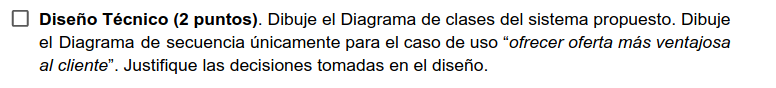 Diseño Técnico (2 puntos). Dibuje el Diagrama de clases del sistema propuesto. Dibuje
el Diagrama de secuencia únicamente para el caso de uso “ofrecer oferta más ventajosa
al cliente”. Justifique las decisiones tomadas en el diseño.